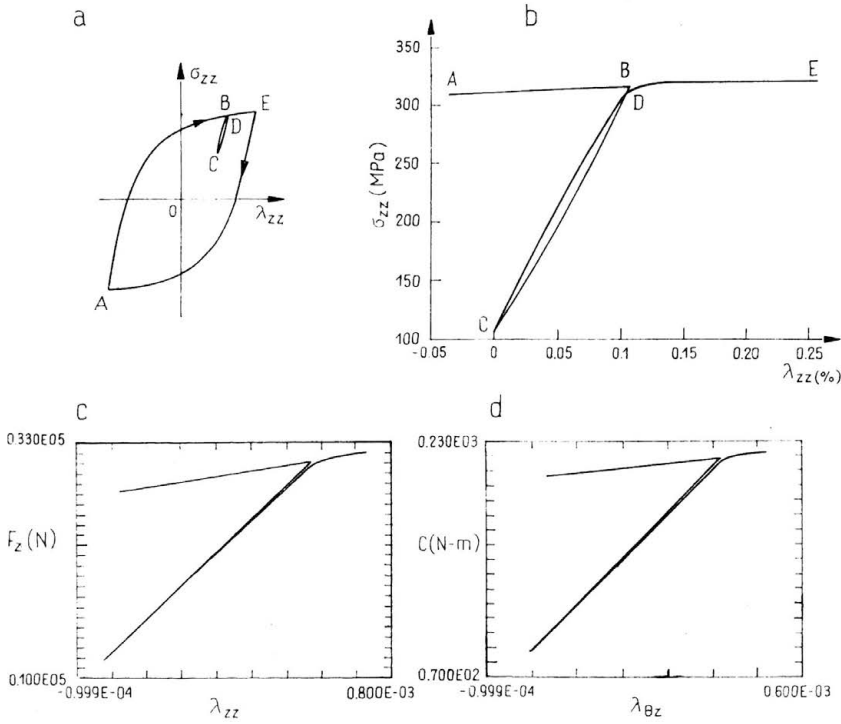 a
σzz
B E
D
C
0
λzz
A
b
350
300
250
200
150
100
σzz (MPa)
A
B
E
D
C
-0.05
0
0.05
0.1
0.15
0.20
0.25
λzz(%)
c
0.330E05
Fz(N)
0.100E05
-0.999E-04
0.800E-03
λzz
d
0.230E03
C(N-m)
0.700E02
-0.999E-04
0.600E-03
λθz